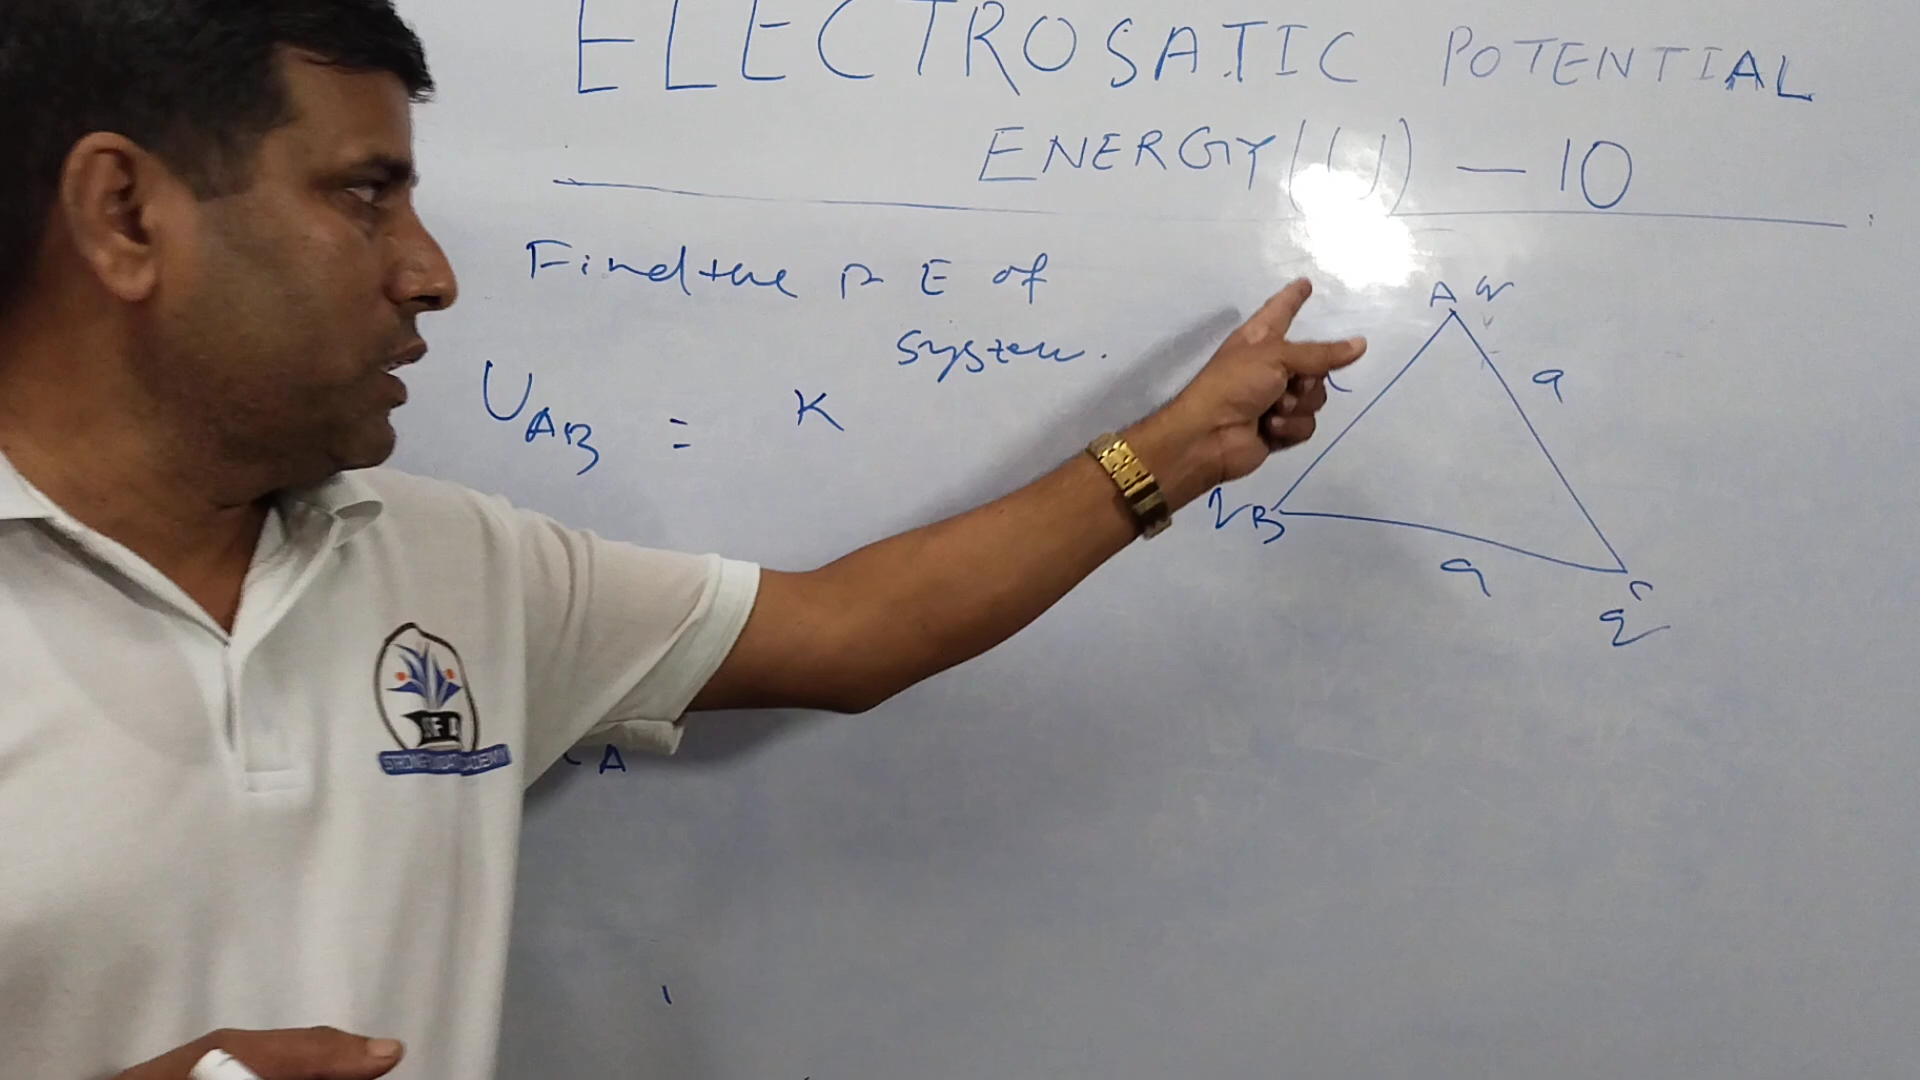 ELECTROSATIC POTENTIAL
ENERGY (U) - 10
Find the P E of
system.
A q
a
U_AB = K
q B
a
C
q
A